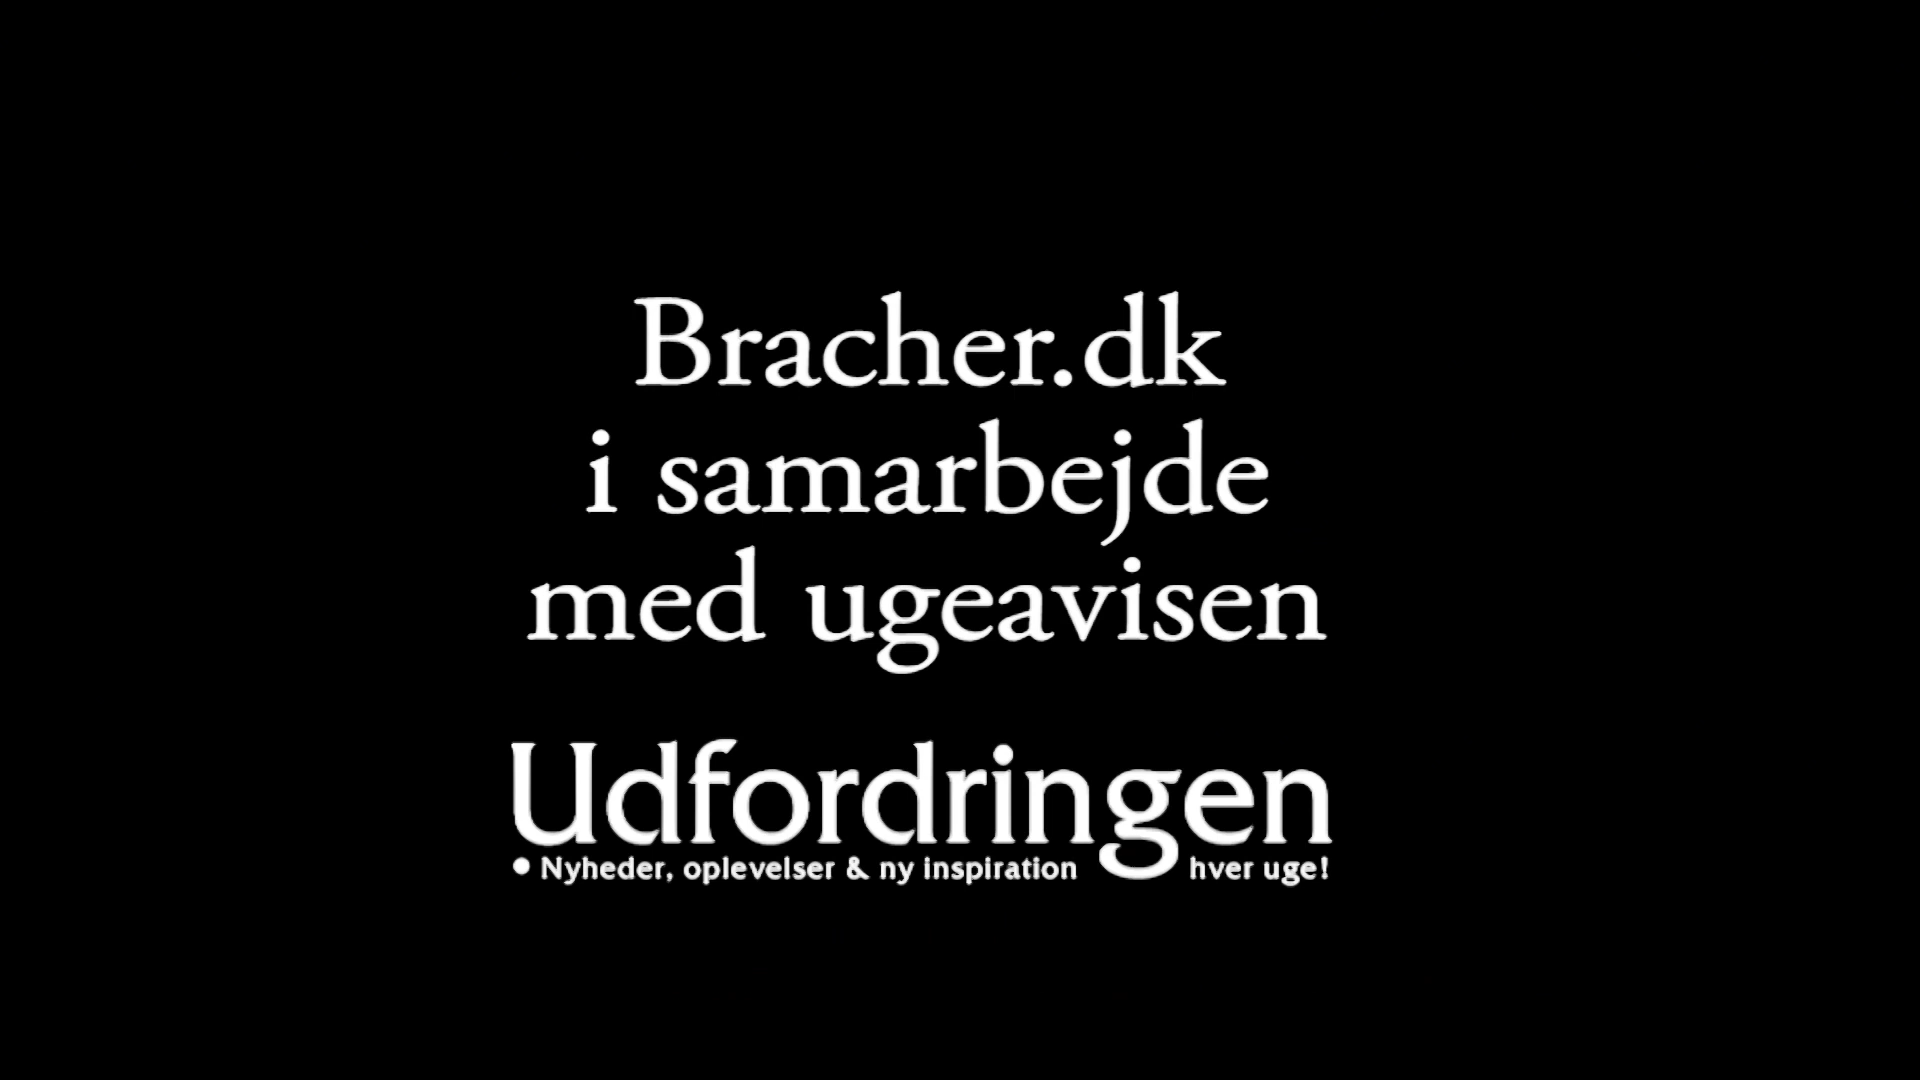 Bracher.dk
i samarbejde
med ugeavisen
Udfordringen
• Nyheder, oplevelser & ny inspiration hver uge!